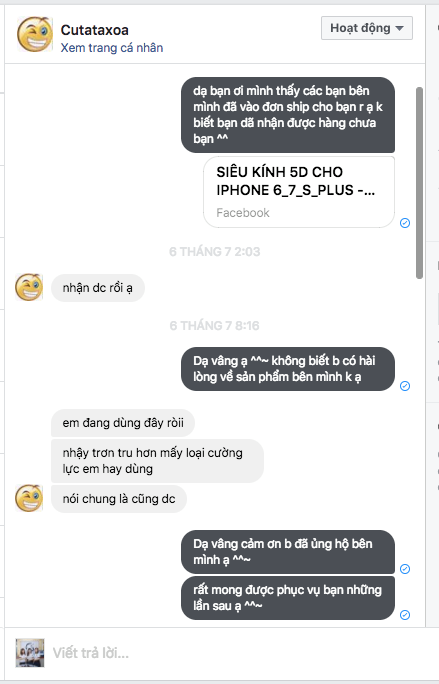 Cutataxoa
Hoạt động
Xem trang cá nhân
dạ bạn ơi mình thấy các bạn bên
mình đã vào đơn ship cho bạn r ạ k
biết bạn dã nhận được hàng chưa
bạn ^^
SIÊU KÍNH 5D CHO
IPHONE 6_7_S_PLUS -...
Facebook
6 THÁNG 7 2:03
nhận dc rồi ạ
6 THÁNG 7 8:16
Dạ vâng ạ ^^~ không biết b có hài
lòng về sản phẩm bên mình k ạ
em đang dùng đây ròii
nhậy trơn tru hơn mấy loại cường
lực em hay dùng
nói chung là cũng dc
Dạ vâng cảm ơn b đã ủng hộ bên
mình ạ ^^~
rất mong được phục vụ bạn những
lần sau ạ ^^~
Viết trả lời...